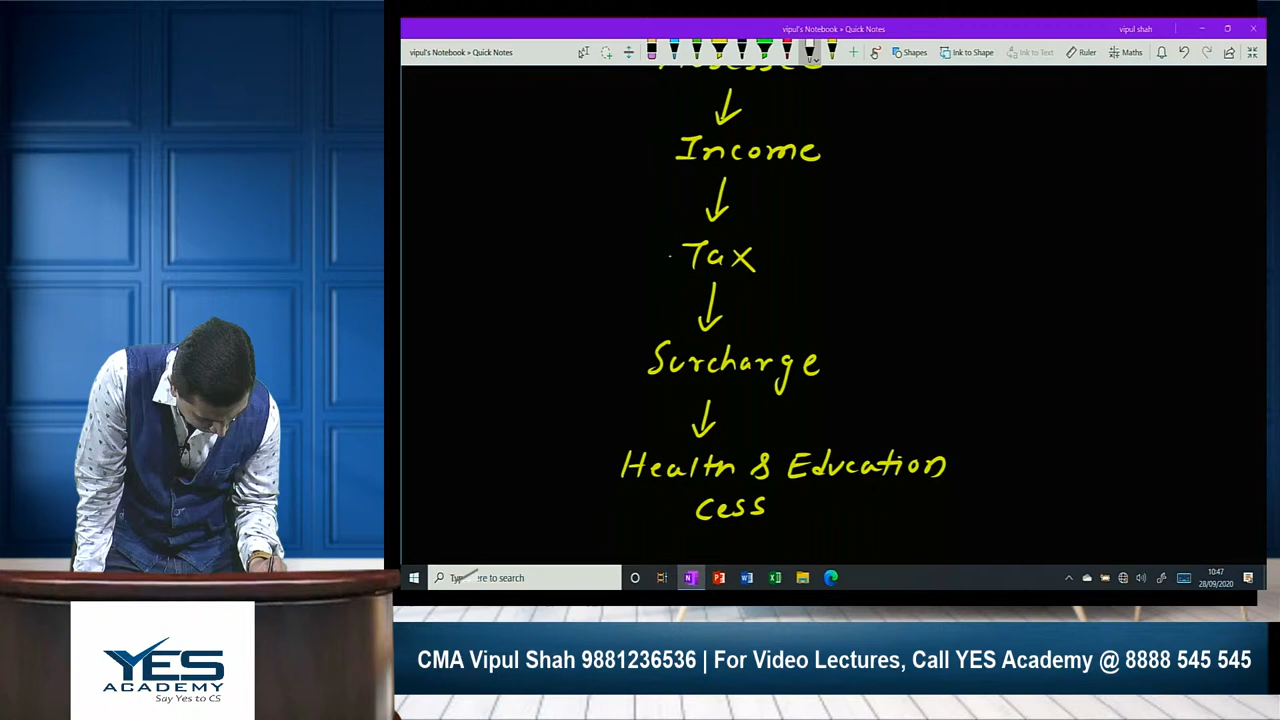 vipul's Notebook » Quick Notes
vipul shah
vipul's Notebook » Quick Notes
Shapes
Ink to Shape
Ink to Text
Ruler
Maths
Income
Tax
Surcharge
Health & Education
Cess
Type here to search
10:47
28/09/2020
YES
ACADEMY
Say Yes to CS
CMA Vipul Shah 9881236536 | For Video Lectures, Call YES Academy @ 8888 545 545